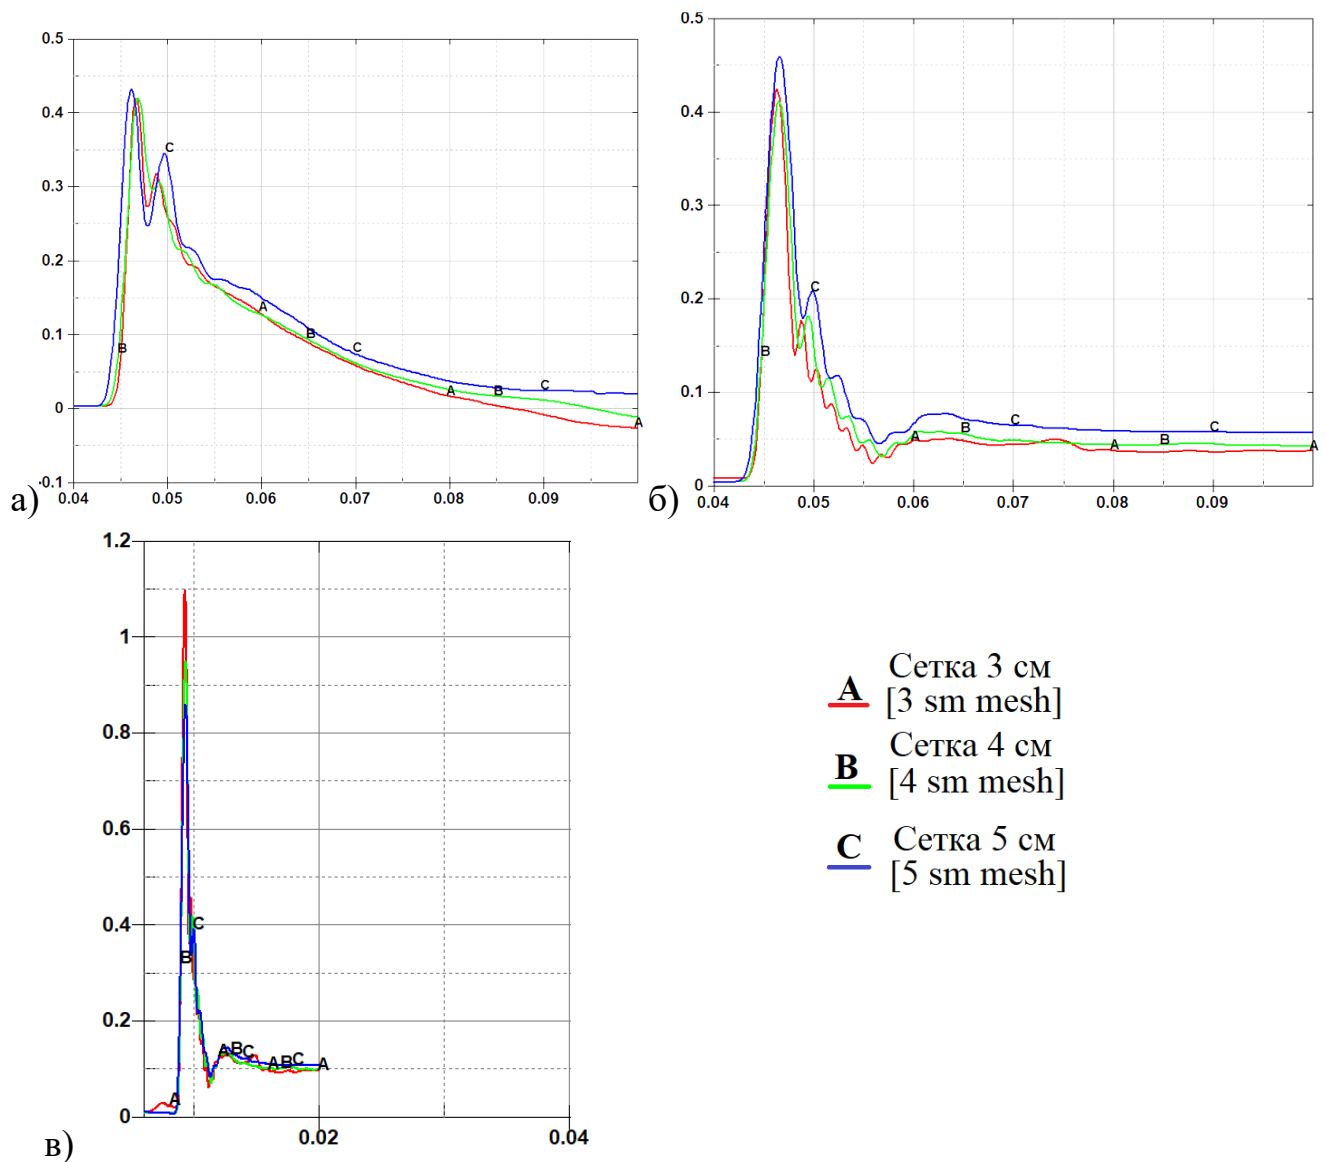 0.5
0.4
0.3
0.2
0.1
0
-0.1
0.04 0.05 0.06 0.07 0.08 0.09
B C A B C A B C A
а)
0.5
0.4
0.3
0.2
0.1
0
0.04 0.05 0.06 0.07 0.08 0.09
B C A B C A B C A
б)
1.2
1
0.8
0.6
0.4
0.2
0
0.02 0.04
A B C A B C A B C A
в)
A Сетка 3 см
[3 sm mesh]
B Сетка 4 см
[4 sm mesh]
C Сетка 5 см
[5 sm mesh]